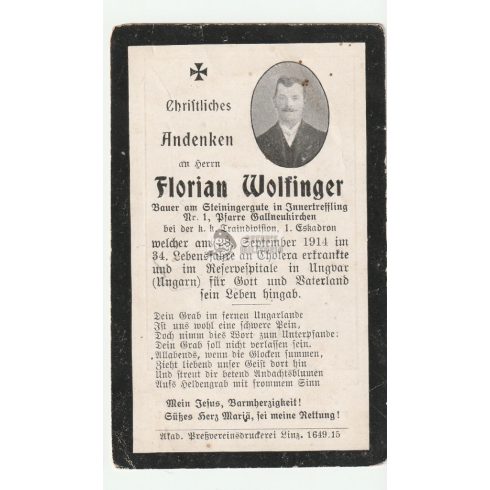 Christliches
Andenken
an Herrn
Florian Wolfinger
Bauer am Steiningergute in Innertreffling
Nr. 1, Pfarre Gallneukirchen
bei der k. k. Traindivision, 1. Eskadron
welcher am 28. September 1914 im
34. Lebensjahre an Cholera erkrankte
und im Reservespitale in Ungvar
(Ungarn) für Gott und Vaterland
sein Leben hingab.
Dein Grab im fernen Ungarlande
Ist uns wohl eine schwere Pein,
Doch nimm dies Wort zum Unterpfande:
Dein Grab soll nicht verlassen sein.
Allabends, wenn die Glocken summen,
Zieht liebend unser Geist dort hin
Und streut dir betend Andachtsblumen
Aufs Heldengrab mit frommem Sinn
Mein Jesus, Barmherzigkeit!
Süßes Herz Mariä, sei meine Rettung!
Akad. Preßvereinsdruckerei Linz. 1649.15